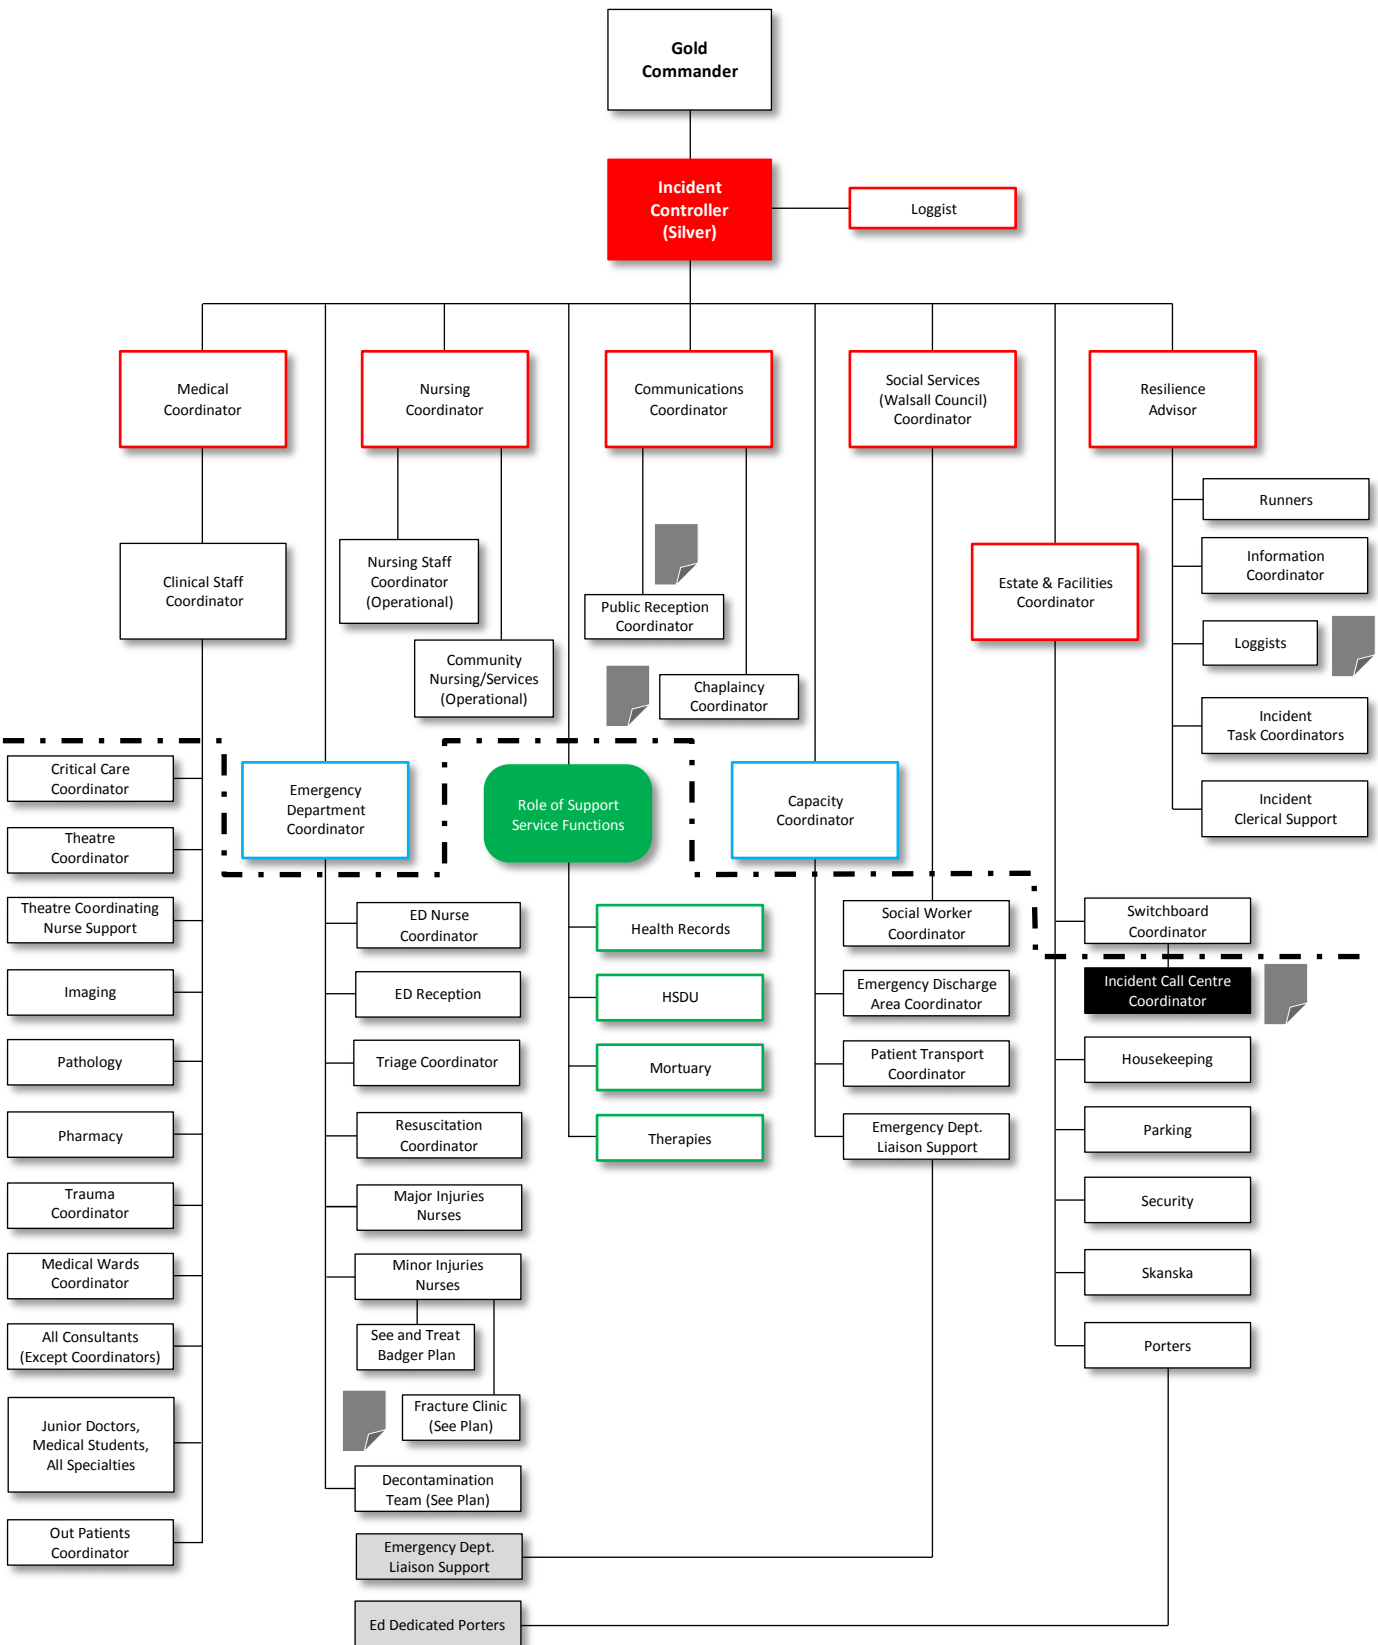 Gold
Commander
Incident
Controller
(Silver)
Loggist
Medical
Coordinator
Nursing
Coordinator
Communications
Coordinator
Social Services
(Walsall Council)
Coordinator
Resilience
Advisor
Runners
Information
Coordinator
Loggists
Incident
Task Coordinators
Incident
Clerical Support
Clinical Staff
Coordinator
Nursing Staff
Coordinator
(Operational)
Community
Nursing/Services
(Operational)
Public Reception
Coordinator
Chaplaincy
Coordinator
Estate & Facilities
Coordinator
Critical Care
Coordinator
Theatre
Coordinator
Theatre Coordinating
Nurse Support
Imaging
Pathology
Pharmacy
Trauma
Coordinator
Medical Wards
Coordinator
All Consultants
(Except Coordinators)
Junior Doctors,
Medical Students,
All Specialties
Out Patients
Coordinator
Emergency
Department
Coordinator
ED Nurse
Coordinator
ED Reception
Triage Coordinator
Resuscitation
Coordinator
Major Injuries
Nurses
Minor Injuries
Nurses
See and Treat
Badger Plan
Fracture Clinic
(See Plan)
Decontamination
Team (See Plan)
Emergency Dept.
Liaison Support
Ed Dedicated Porters
Role of Support
Service Functions
Health Records
HSDU
Mortuary
Therapies
Capacity
Coordinator
Social Worker
Coordinator
Emergency Discharge
Area Coordinator
Patient Transport
Coordinator
Emergency Dept.
Liaison Support
Switchboard
Coordinator
Incident Call Centre
Coordinator
Housekeeping
Parking
Security
Skanska
Porters